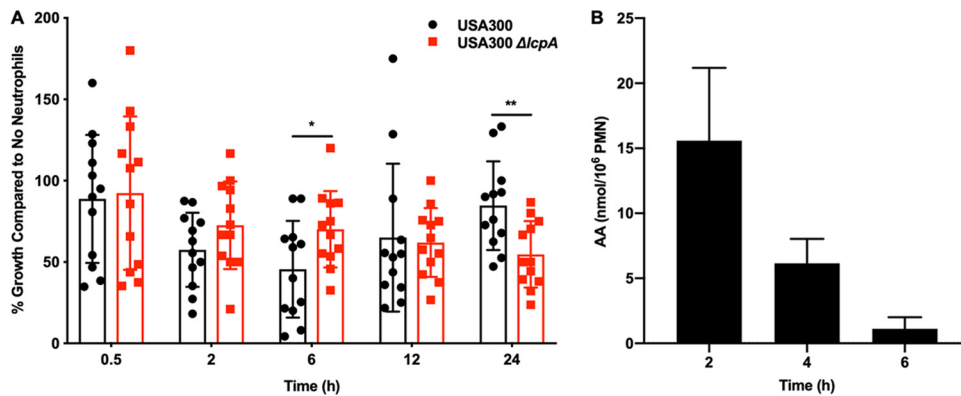 A
% Growth Compared to No Neutrophils
200
150
100
50
0
USA300
USA300 ΔlcpA
*
**
0.5
2
6
12
24
Time (h)
B
AA (nmol/10⁶ PMN)
25
20
15
10
5
0
2
4
6
Time (h)